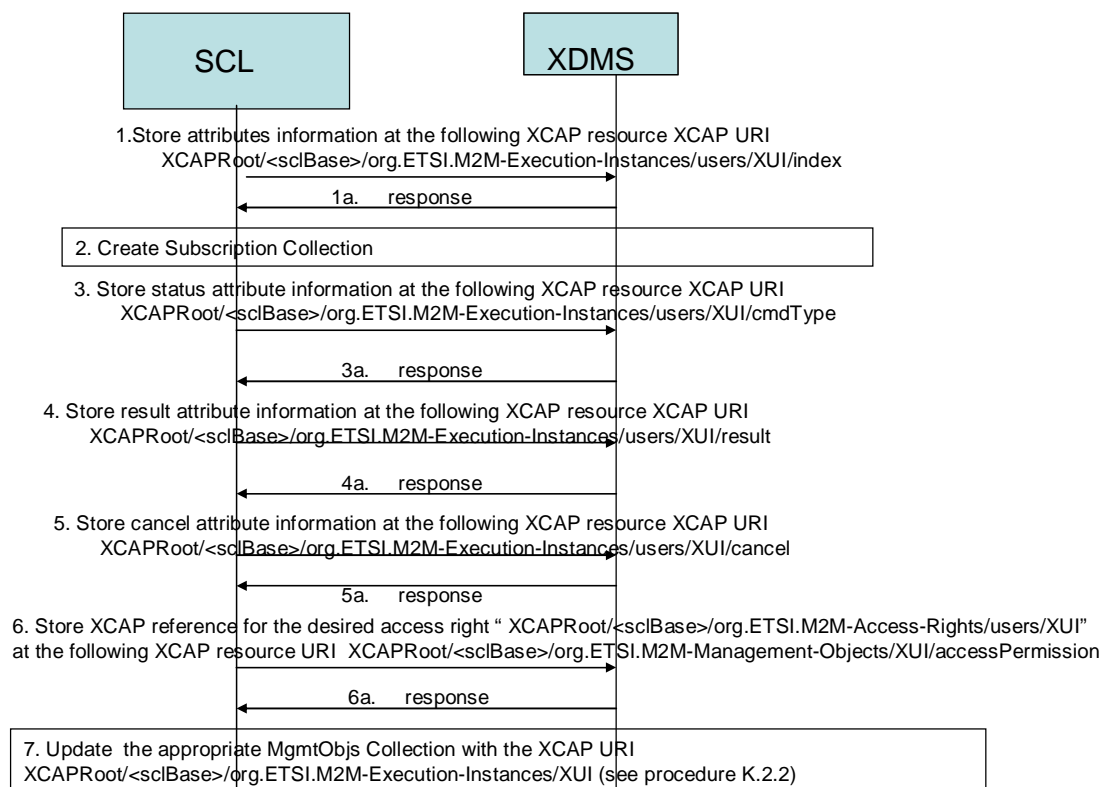 SCL
XDMS
1.Store attributes information at the following XCAP resource XCAP URI
XCAPRoot/<sclBase>/org.ETSI.M2M-Execution-Instances/users/XUI/index
1a. response
2. Create Subscription Collection
3. Store status attribute information at the following XCAP resource XCAP URI
XCAPRoot/<sclBase>/org.ETSI.M2M-Execution-Instances/users/XUI/cmdType
3a. response
4. Store result attribute information at the following XCAP resource XCAP URI
XCAPRoot/<sclBase>/org.ETSI.M2M-Execution-Instances/users/XUI/result
4a. response
5. Store cancel attribute information at the following XCAP resource XCAP URI
XCAPRoot/<sclBase>/org.ETSI.M2M-Execution-Instances/users/XUI/cancel
5a. response
6. Store XCAP reference for the desired access right “ XCAPRoot/<sclBase>/org.ETSI.M2M-Access-Rights/users/XUI”
at the following XCAP resource URI XCAPRoot/<sclBase>/org.ETSI.M2M-Management-Objects/XUI/accessPermission
6a. response
7. Update the appropriate MgmtObjs Collection with the XCAP URI
XCAPRoot/<sclBase>/org.ETSI.M2M-Execution-Instances/XUI (see procedure K.2.2)